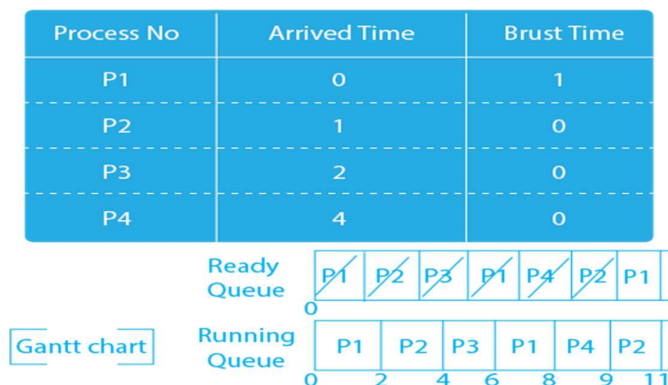 Process No Arrived Time Brust Time
P1 0 1
P2 1 0
P3 2 0
P4 4 0
Ready
Queue
P1 P2 P3 P1 P4 P2 P1
0
Gantt chart
Running
Queue
P1 P2 P3 P1 P4 P2
0 2 4 6 8 9 11